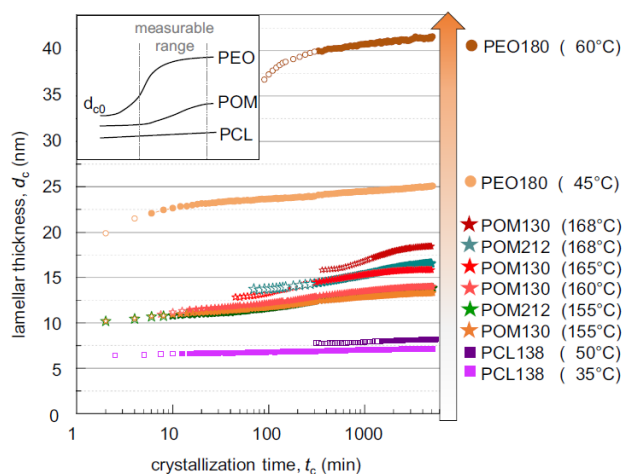 measurable
range
PEO
POM
PCL
dc0
40
35
30
25
20
15
10
5
0
lamellar thickness, dc (nm)
1
10
100
1000
crystallization time, tc (min)
PEO180 ( 60°C)
PEO180 ( 45°C)
POM130 (168°C)
POM212 (168°C)
POM130 (165°C)
POM130 (160°C)
POM212 (155°C)
POM130 (155°C)
PCL138 ( 50°C)
PCL138 ( 35°C)